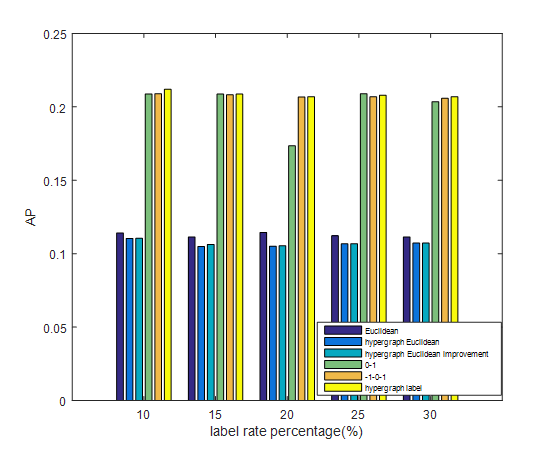 0.25
0.2
0.15
0.1
0.05
0
AP
10 15 20 25 30
label rate percentage(%)
Euclidean
hypergraph Euclidean
hypergraph Euclidean Improvement
0-1
-1-0-1
hypergraph label